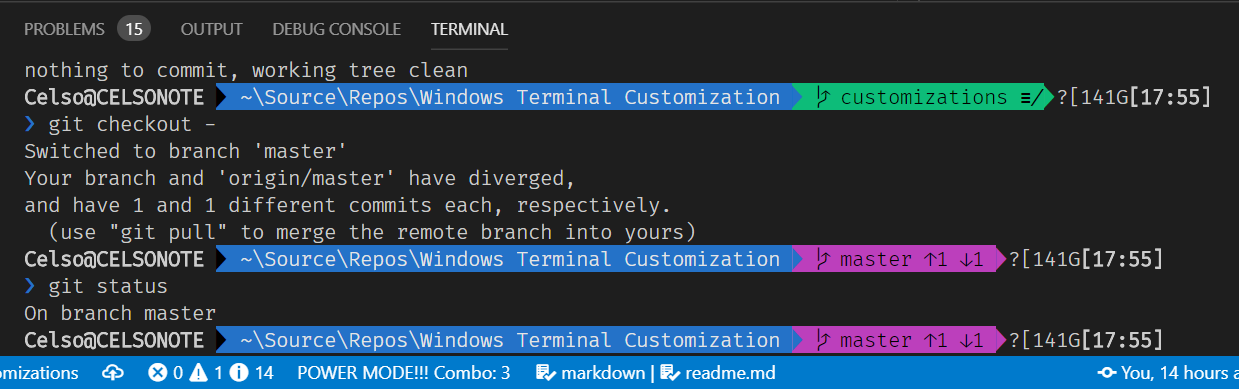 PROBLEMS 15 OUTPUT DEBUG CONSOLE TERMINAL
nothing to commit, working tree clean
Celso@CELSONOTE ~\Source\Repos\Windows Terminal Customization customizations ≡/ ?[141G[17:55]
❯ git checkout -
Switched to branch 'master'
Your branch and 'origin/master' have diverged,
and have 1 and 1 different commits each, respectively.
(use "git pull" to merge the remote branch into yours)
Celso@CELSONOTE ~\Source\Repos\Windows Terminal Customization master ↑1 ↓1 ?[141G[17:55]
❯ git status
On branch master
Celso@CELSONOTE ~\Source\Repos\Windows Terminal Customization master ↑1 ↓1 ?[141G[17:55]
omizations 0 1 14 POWER MODE!!! Combo: 3 markdown | readme.md You, 14 hours a